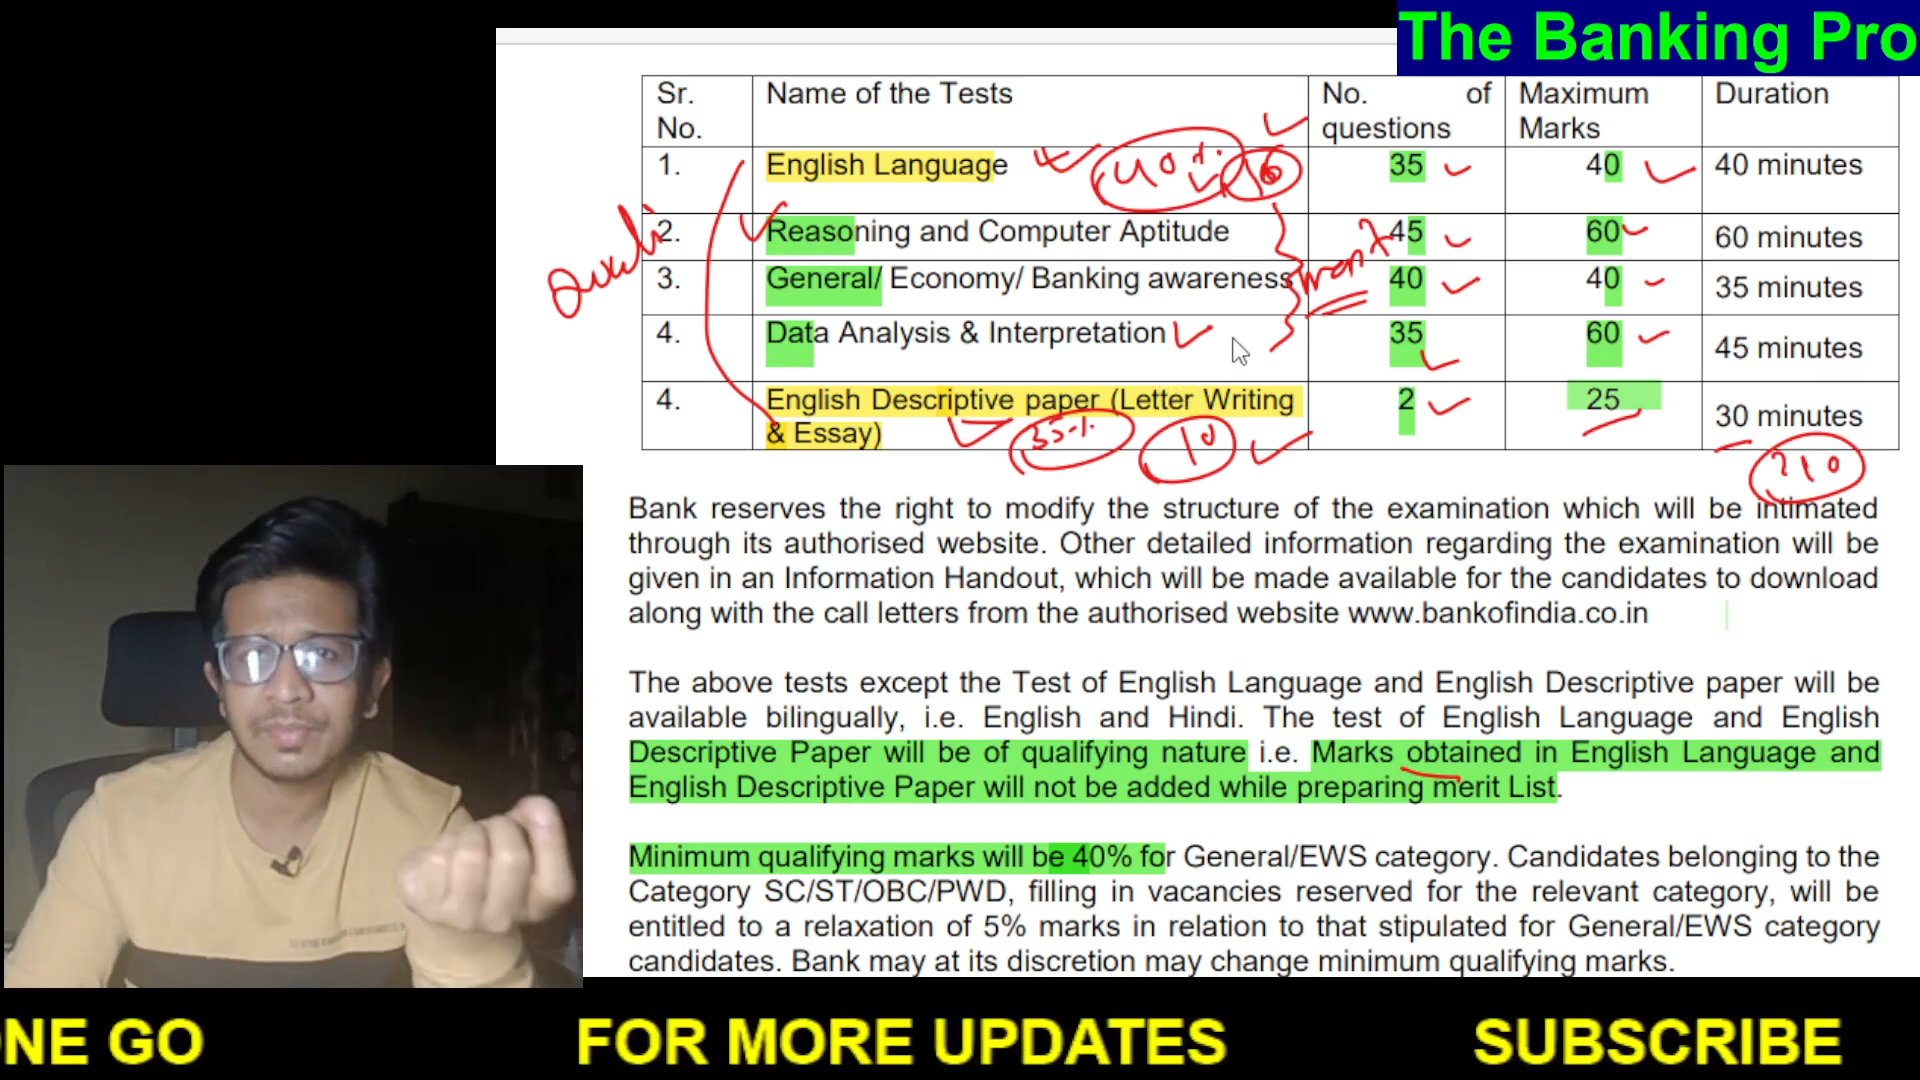 The Banking Pro
Sr. No. Name of the Tests No. of questions Maximum Marks Duration
1. English Language 40% 16 35 40 40 minutes
Quali
2. Reasoning and Computer Aptitude 45 60 60 minutes
3. General/ Economy/ Banking awareness 40 40 35 minutes
4. Data Analysis & Interpretation 35 60 45 minutes
4. English Descriptive paper (Letter Writing 2 25 30 minutes
& Essay) 35% 10
210
Bank reserves the right to modify the structure of the examination which will be intimated
through its authorised website. Other detailed information regarding the examination will be
given in an Information Handout, which will be made available for the candidates to download
along with the call letters from the authorised website www.bankofindia.co.in
The above tests except the Test of English Language and English Descriptive paper will be
available bilingually, i.e. English and Hindi. The test of English Language and English
Descriptive Paper will be of qualifying nature i.e. Marks obtained in English Language and
English Descriptive Paper will not be added while preparing merit List.
Minimum qualifying marks will be 40% for General/EWS category. Candidates belonging to the
Category SC/ST/OBC/PWD, filling in vacancies reserved for the relevant category, will be
entitled to a relaxation of 5% marks in relation to that stipulated for General/EWS category
candidates. Bank may at its discretion may change minimum qualifying marks.
ONE GO FOR MORE UPDATES SUBSCRIBE